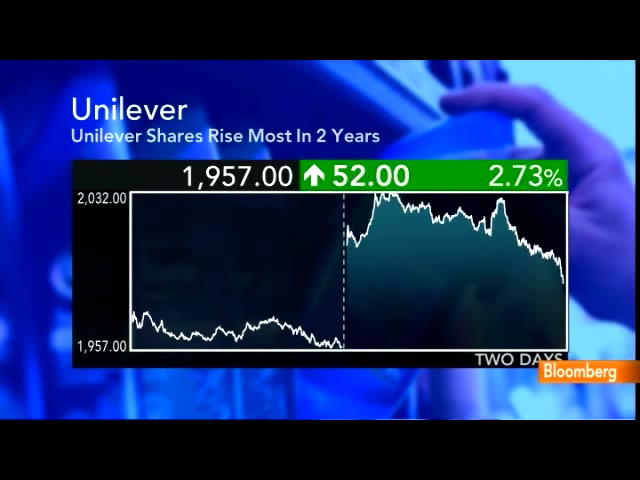 Unilever
Unilever Shares Rise Most In 2 Years
1,957.00 52.00 2.73%
2,032.00
1,957.00
TWO DAYS
Bloomberg